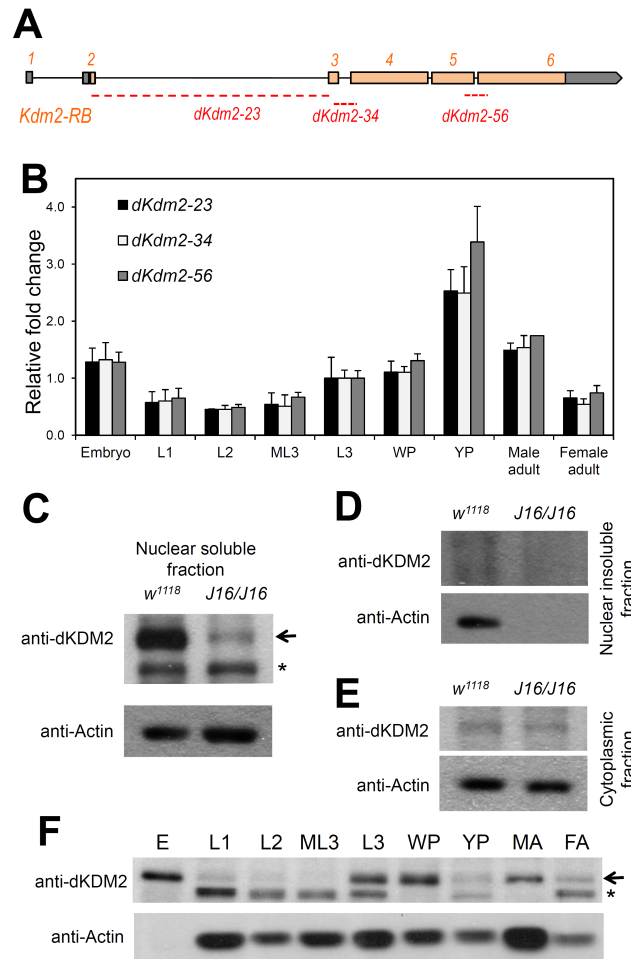 A
1 2 3 4 5 6
Kdm2-RB dKdm2-23 dKdm2-34 dKdm2-56
B
4.0
3.0
2.0
1.0
0.0
Relative fold change
dKdm2-23
dKdm2-34
dKdm2-56
Embryo L1 L2 ML3 L3 WP YP Male adult Female adult
C
Nuclear soluble
fraction
w1118 J16/J16
anti-dKDM2
*
anti-Actin
D
w1118 J16/J16
anti-dKDM2
anti-Actin
Nuclear insoluble
fraction
E
w1118 J16/J16
anti-dKDM2
anti-Actin
Cytoplasmic
fraction
F
E L1 L2 ML3 L3 WP YP MA FA
anti-dKDM2
*
anti-Actin